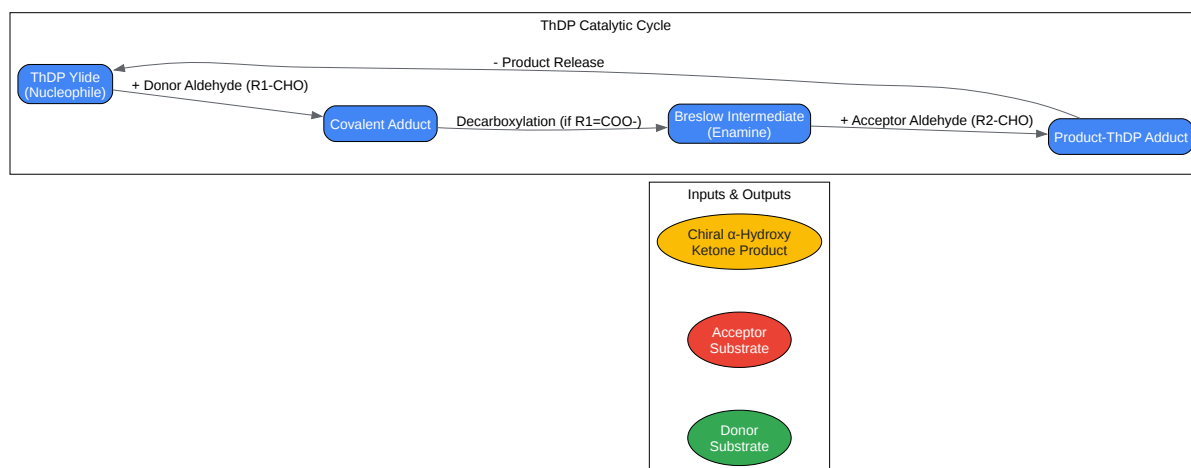 ThDP Catalytic Cycle
- Product Release
ThDP Ylide
(Nucleophile)
+ Donor Aldehyde (R1-CHO)
Covalent Adduct
Decarboxylation (if R1=COO-)
Breslow Intermediate
(Enamine)
+ Acceptor Aldehyde (R2-CHO)
Product-ThDP Adduct
Inputs & Outputs
Chiral α-Hydroxy
Ketone Product
Acceptor
Substrate
Donor
Substrate